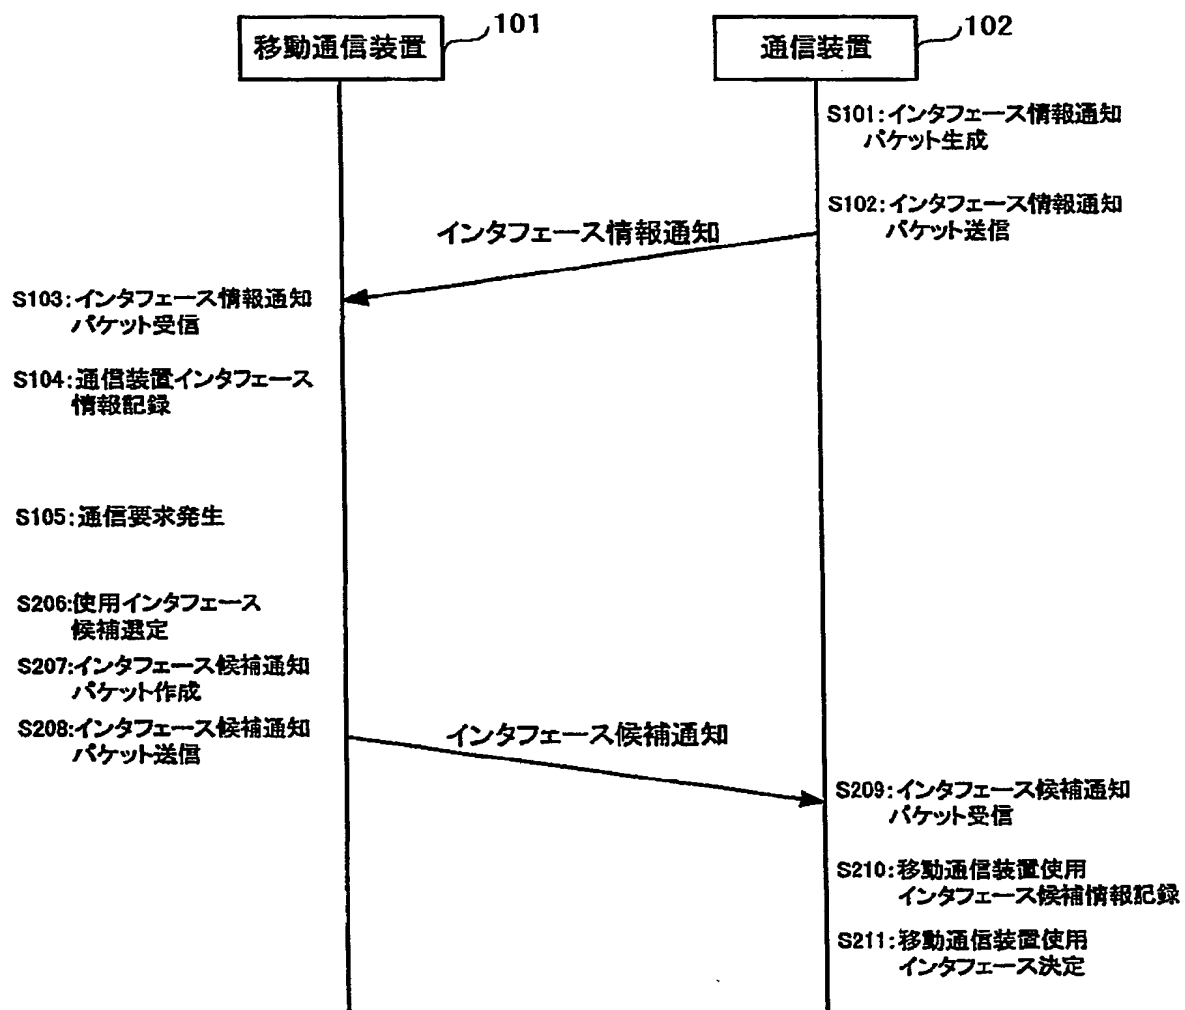 移動通信装置
101
通信装置
102
S101:インタフェース情報通知
パケット生成
S102:インタフェース情報通知
パケット送信
インタフェース情報通知
S103:インタフェース情報通知
パケット受信
S104:通信装置インタフェース
情報記録
S105:通信要求発生
S206:使用インタフェース
候補選定
S207:インタフェース候補通知
パケット作成
S208:インタフェース候補通知
パケット送信
インタフェース候補通知
S209:インタフェース候補通知
パケット受信
S210:移動通信装置使用
インタフェース候補情報記録
S211:移動通信装置使用
インタフェース決定